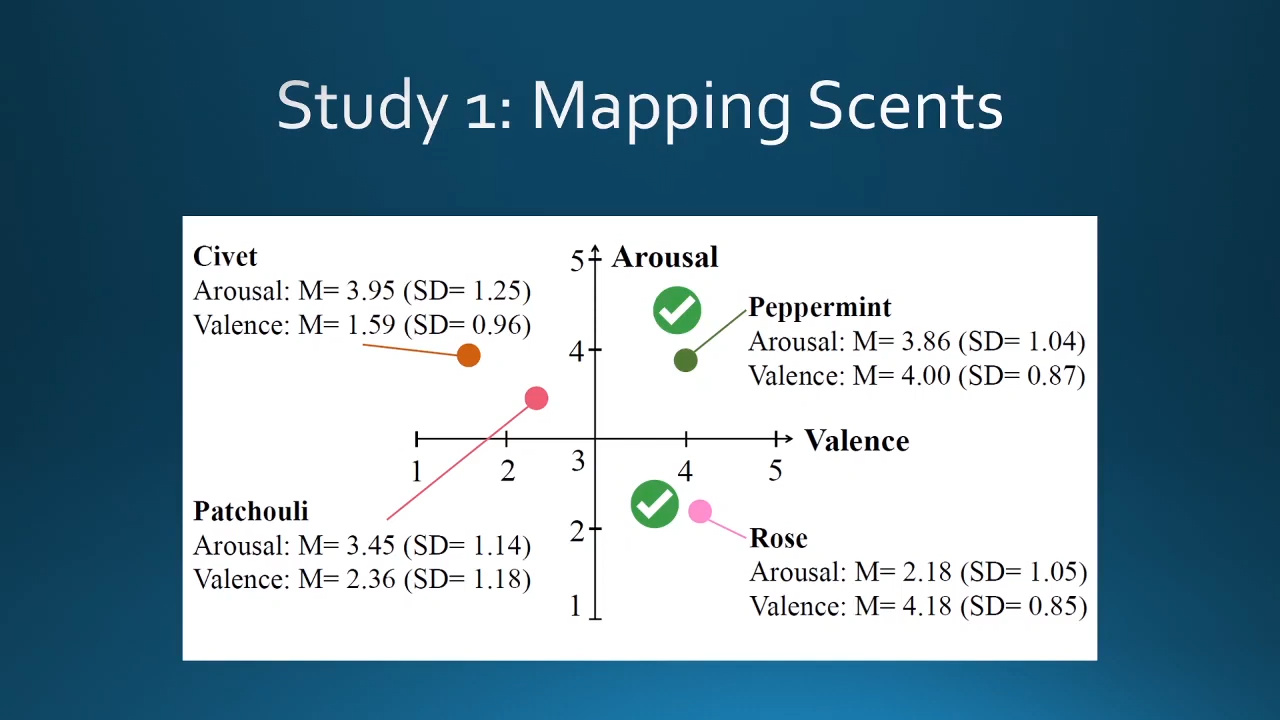 Study 1: Mapping Scents
Civet
Arousal: M= 3.95 (SD= 1.25)
Valence: M= 1.59 (SD= 0.96)
5
Arousal
Peppermint
Arousal: M= 3.86 (SD= 1.04)
Valence: M= 4.00 (SD= 0.87)
4
Valence
1 2 3 4 5
Patchouli
Arousal: M= 3.45 (SD= 1.14)
Valence: M= 2.36 (SD= 1.18)
2
1
Rose
Arousal: M= 2.18 (SD= 1.05)
Valence: M= 4.18 (SD= 0.85)